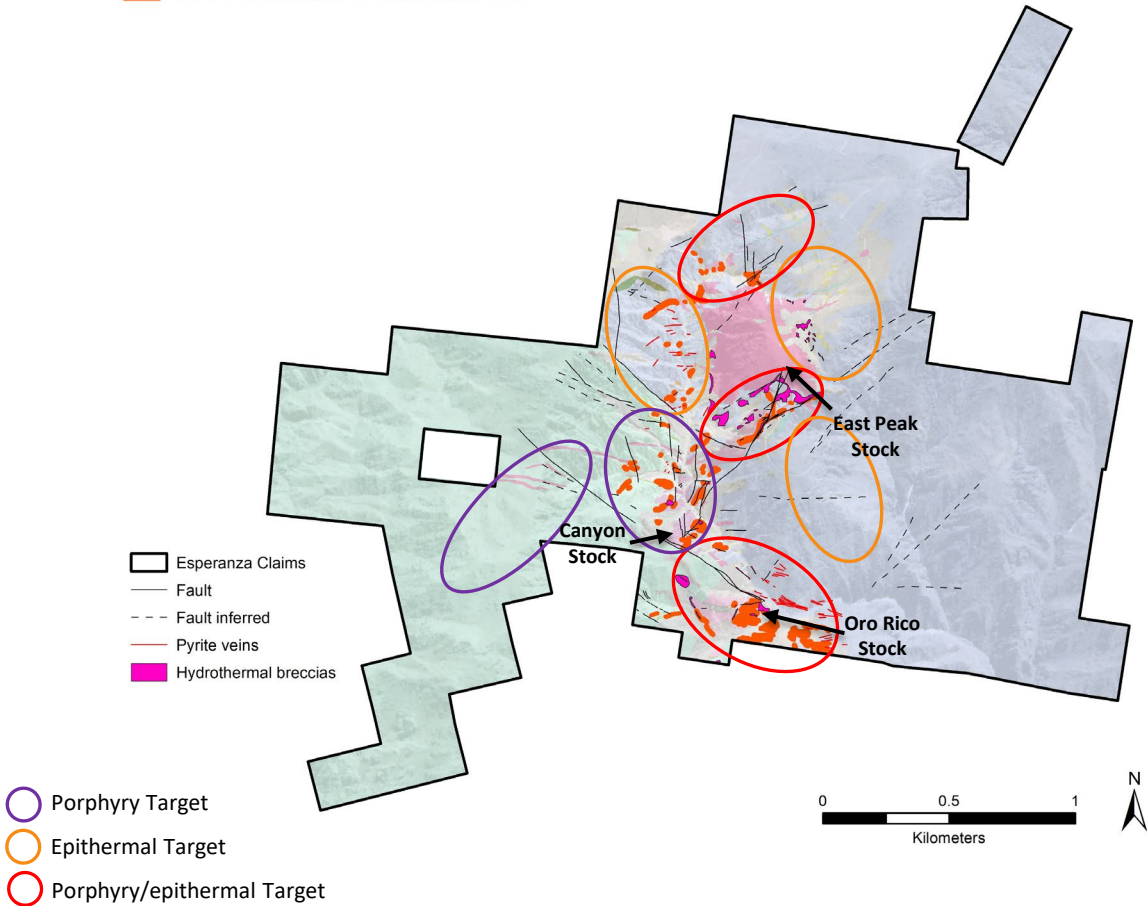 East Peak
Stock
Canyon
Stock
Oro Rico
Stock
Esperanza Claims
Fault
Fault inferred
Pyrite veins
Hydrothermal breccias
Porphyry Target
Epithermal Target
Porphyry/epithermal Target
0 0.5 1
Kilometers
N